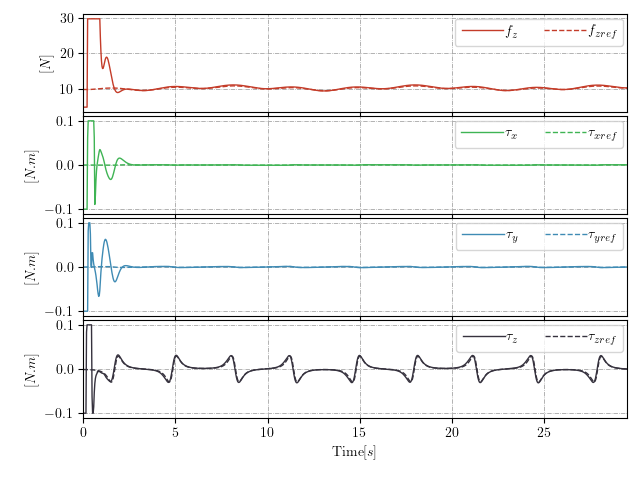 30
20
10
[N]
f_z
f_zref
0.1
0.0
−0.1
[N.m]
τ_x
τ_xref
0.1
0.0
−0.1
[N.m]
τ_y
τ_yref
0.1
0.0
−0.1
[N.m]
τ_z
τ_zref
0 5 10 15 20 25
Time[s]